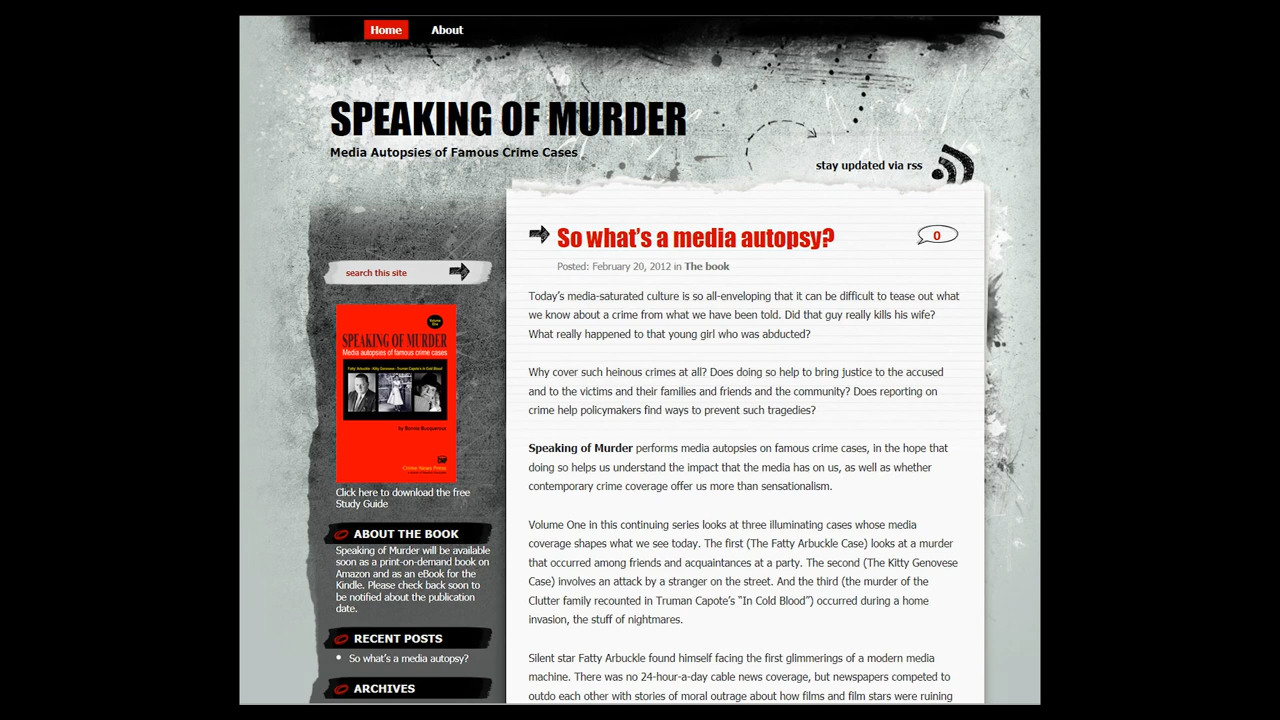 Home About
SPEAKING OF MURDER
Media Autopsies of Famous Crime Cases
stay updated via rss
search this site
Volume One
SPEAKING OF MURDER
Media autopsies of famous crime cases
Fatty Arbuckle · Kitty Genovese · Truman Capote's In Cold Blood
by Bonnie Bucqueroux
Crime News Press
Click here to download the free
Study Guide
ABOUT THE BOOK
Speaking of Murder will be available
soon as a print-on-demand book on
Amazon and as an eBook for the
Kindle. Please check back soon to
be notified about the publication
date.
RECENT POSTS
So what’s a media autopsy?
ARCHIVES
So what’s a media autopsy?
0
Posted: February 20, 2012 in The book
Today’s media-saturated culture is so all-enveloping that it can be difficult to tease out what
we know about a crime from what we have been told. Did that guy really kills his wife?
What really happened to that young girl who was abducted?
Why cover such heinous crimes at all? Does doing so help to bring justice to the accused
and to the victims and their families and friends and the community? Does reporting on
crime help policymakers find ways to prevent such tragedies?
Speaking of Murder performs media autopsies on famous crime cases, in the hope that
doing so helps us understand the impact that the media has on us, as well as whether
contemporary crime coverage offer us more than sensationalism.
Volume One in this continuing series looks at three illuminating cases whose media
coverage shapes what we see today. The first (The Fatty Arbuckle Case) looks at a murder
that occurred among friends and acquaintances at a party. The second (The Kitty Genovese
Case) involves an attack by a stranger on the street. And the third (the murder of the
Clutter family recounted in Truman Capote’s “In Cold Blood”) occurred during a home
invasion, the stuff of nightmares.
Silent star Fatty Arbuckle found himself facing the first glimmerings of a modern media
machine. There was no 24-hour-a-day cable news coverage, but newspapers competed to
outdo each other with stories of moral outrage about how films and film stars were ruining